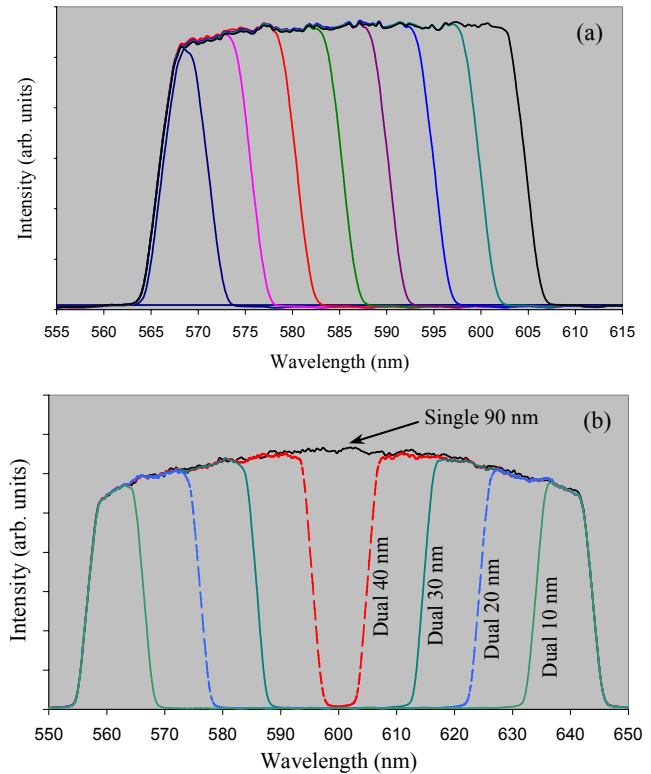 (a)
Intensity (arb. units)
555 560 565 570 575 580 585 590 595 600 605 610 615
Wavelength (nm)
(b)
Single 90 nm
Intensity (arb. units)
Dual 40 nm
Dual 30 nm
Dual 20 nm
Dual 10 nm
550 560 570 580 590 600 610 620 630 640 650
Wavelength (nm)